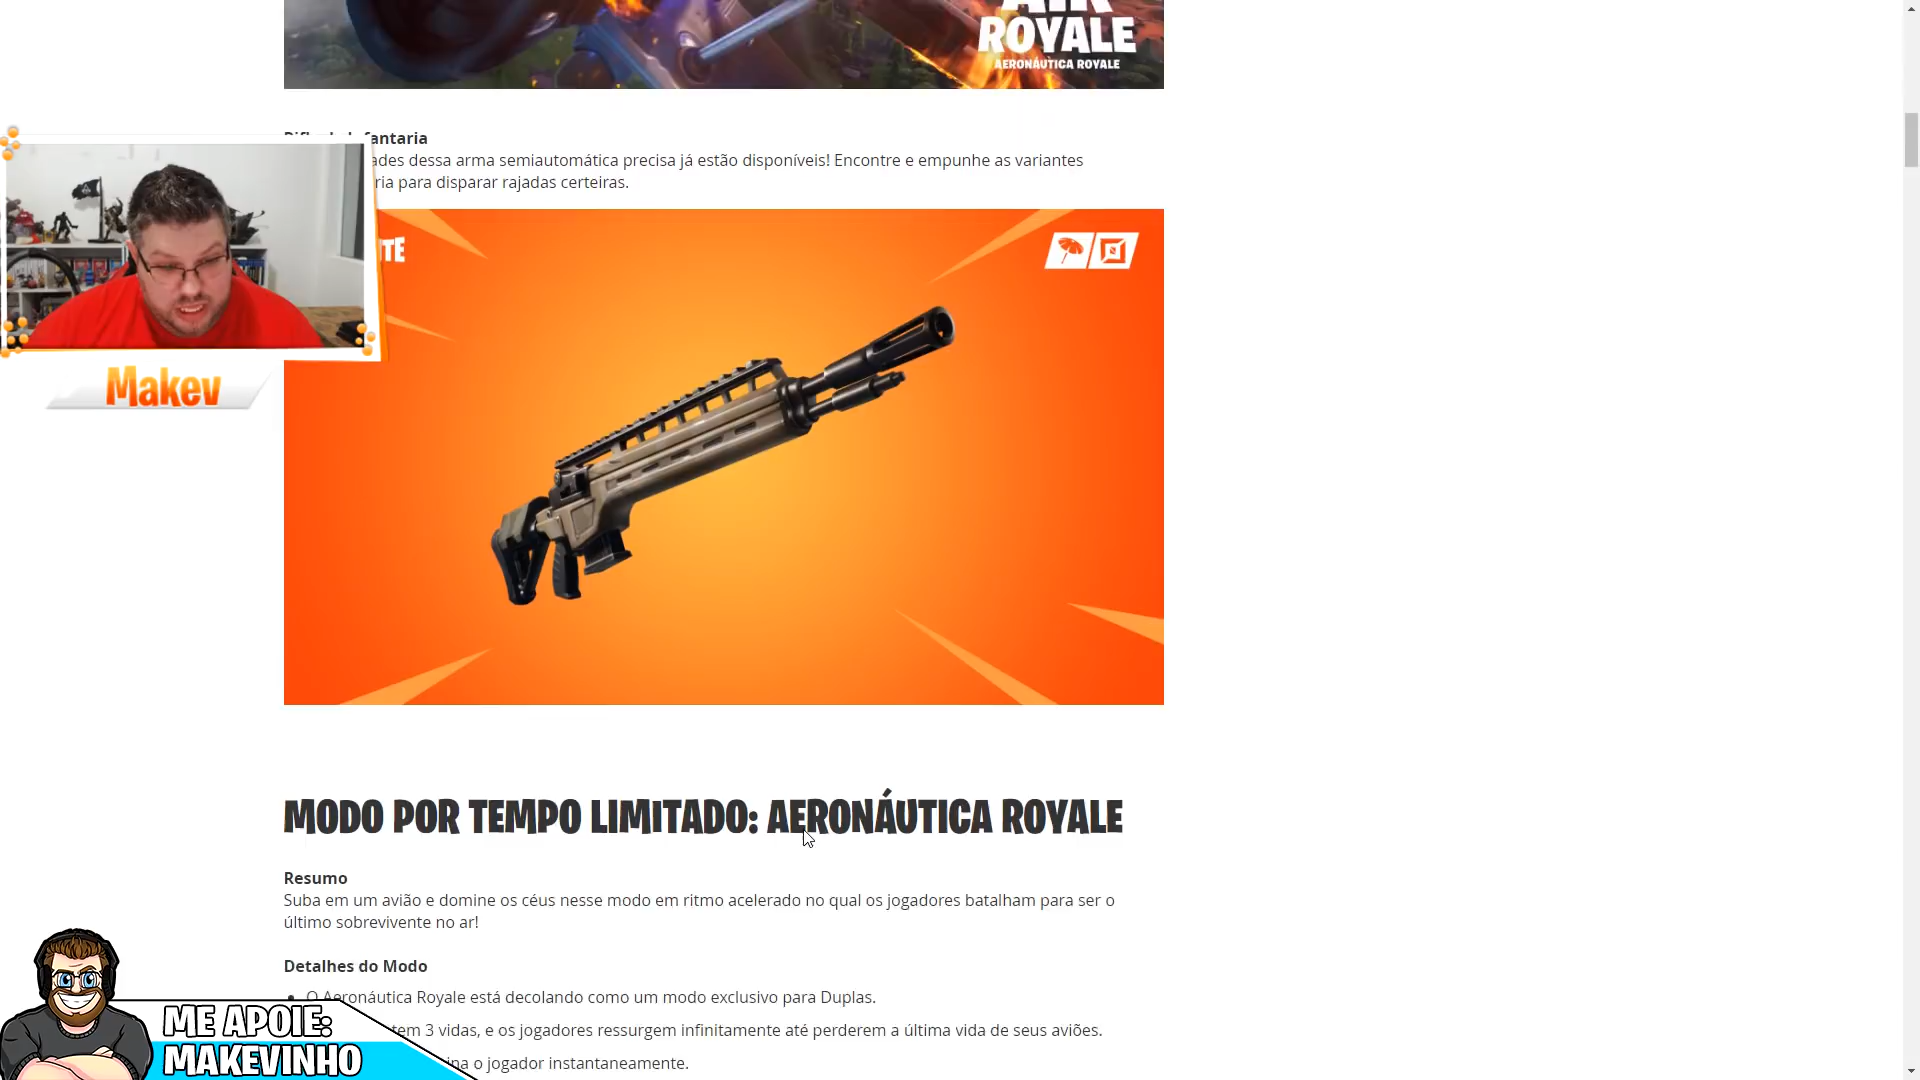 ROYALE
AERONÁUTICA ROYALE
fantaria
ades dessa arma semiautomática precisa já estão disponíveis! Encontre e empunhe as variantes
ria para disparar rajadas certeiras.
Makev
MODO POR TEMPO LIMITADO: AERONÁUTICA ROYALE
Resumo
Suba em um avião e domine os céus nesse modo em ritmo acelerado no qual os jogadores batalham para ser o
último sobrevivente no ar!
Detalhes do Modo
• O Aeronáutica Royale está decolando como um modo exclusivo para Duplas.
tem 3 vidas, e os jogadores ressurgem infinitamente até perderem a última vida de seus aviões.
ina o jogador instantaneamente.
ME APOIE:
MAKEVINHO